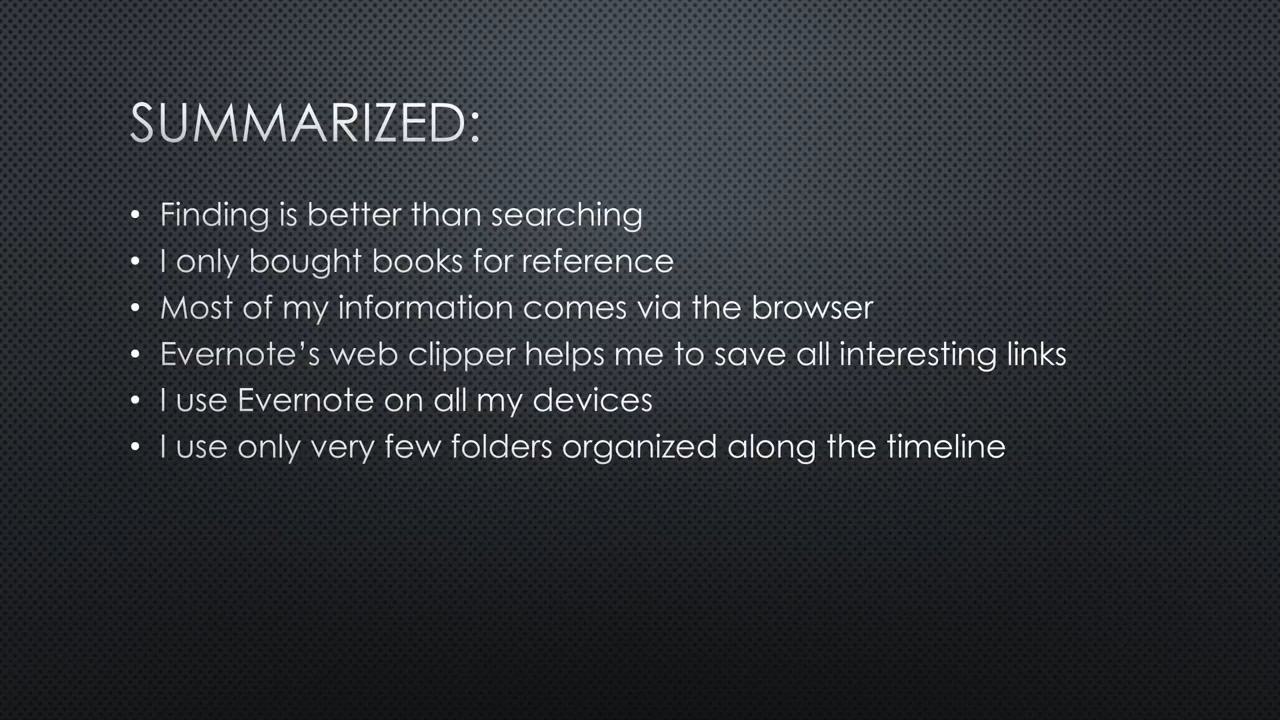 SUMMARIZED:
• Finding is better than searching
• I only bought books for reference
• Most of my information comes via the browser
• Evernote’s web clipper helps me to save all interesting links
• I use Evernote on all my devices
• I use only very few folders organized along the timeline